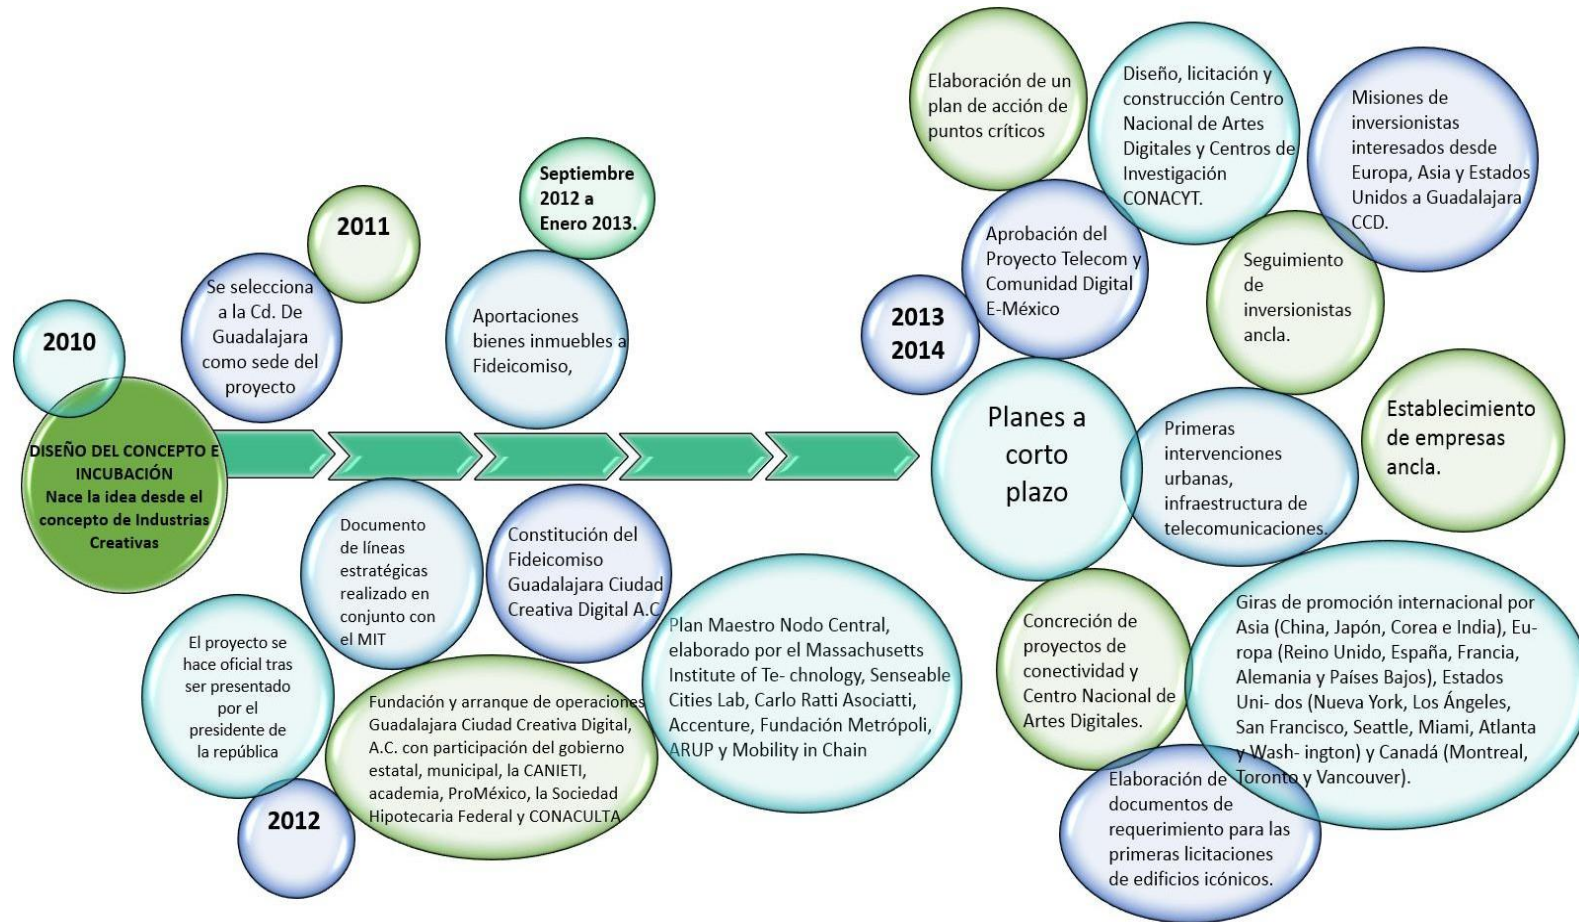 2010
DISEÑO DEL CONCEPTO E
INCUBACIÓN
Nace la idea desde el
concepto de Industrias
Creativas
Se selecciona
a la Cd. De
Guadalajara
como sede del
proyecto
2011
Septiembre
2012 a
Enero 2013.
Aportaciones
bienes inmuebles a
Fideicomiso,
El proyecto se
hace oficial tras
ser presentado
por el
presidente de
la república
2012
Documento
de líneas
estratégicas
realizado en
conjunto con
el MIT
Fundación y arranque de operaciones
Guadalajara Ciudad Creativa Digital,
A.C. con participación del gobierno
estatal, municipal, la CANIETI,
academia, ProMéxico, la Sociedad
Hipotecaria Federal y CONACULTA
Constitución del
Fideicomiso
Guadalajara Ciudad
Creativa Digital A.C
Plan Maestro Nodo Central,
elaborado por el Massachusetts
Institute of Te- chnology, Senseable
Cities Lab, Carlo Ratti Asociatti,
Accenture, Fundación Metrópoli,
ARUP y Mobility in Chain
2013
2014
Planes a
corto
plazo
Elaboración de un
plan de acción de
puntos críticos
Aprobación del
Proyecto Telecom y
Comunidad Digital
E-México
Diseño, licitación y
construcción Centro
Nacional de Artes
Digitales y Centros de
Investigación
CONACYT.
Misiones de
inversionistas
interesados desde
Europa, Asia y Estados
Unidos a Guadalajara
CCD.
Seguimiento
de
inversionistas
ancla.
Primeras
intervenciones
urbanas,
infraestructura de
telecomunicaciones.
Establecimiento
de empresas
ancla.
Concreción de
proyectos de
conectividad y
Centro Nacional de
Artes Digitales.
Giras de promoción internacional por
Asia (China, Japón, Corea e India), Eu-
ropa (Reino Unido, España, Francia,
Alemania y Países Bajos), Estados
Uni- dos (Nueva York, Los Ángeles,
San Francisco, Seattle, Miami, Atlanta
y Wash- ington) y Canadá (Montreal,
Toronto y Vancouver).
Elaboración de
documentos de
requerimiento para las
primeras licitaciones
de edificios icónicos.